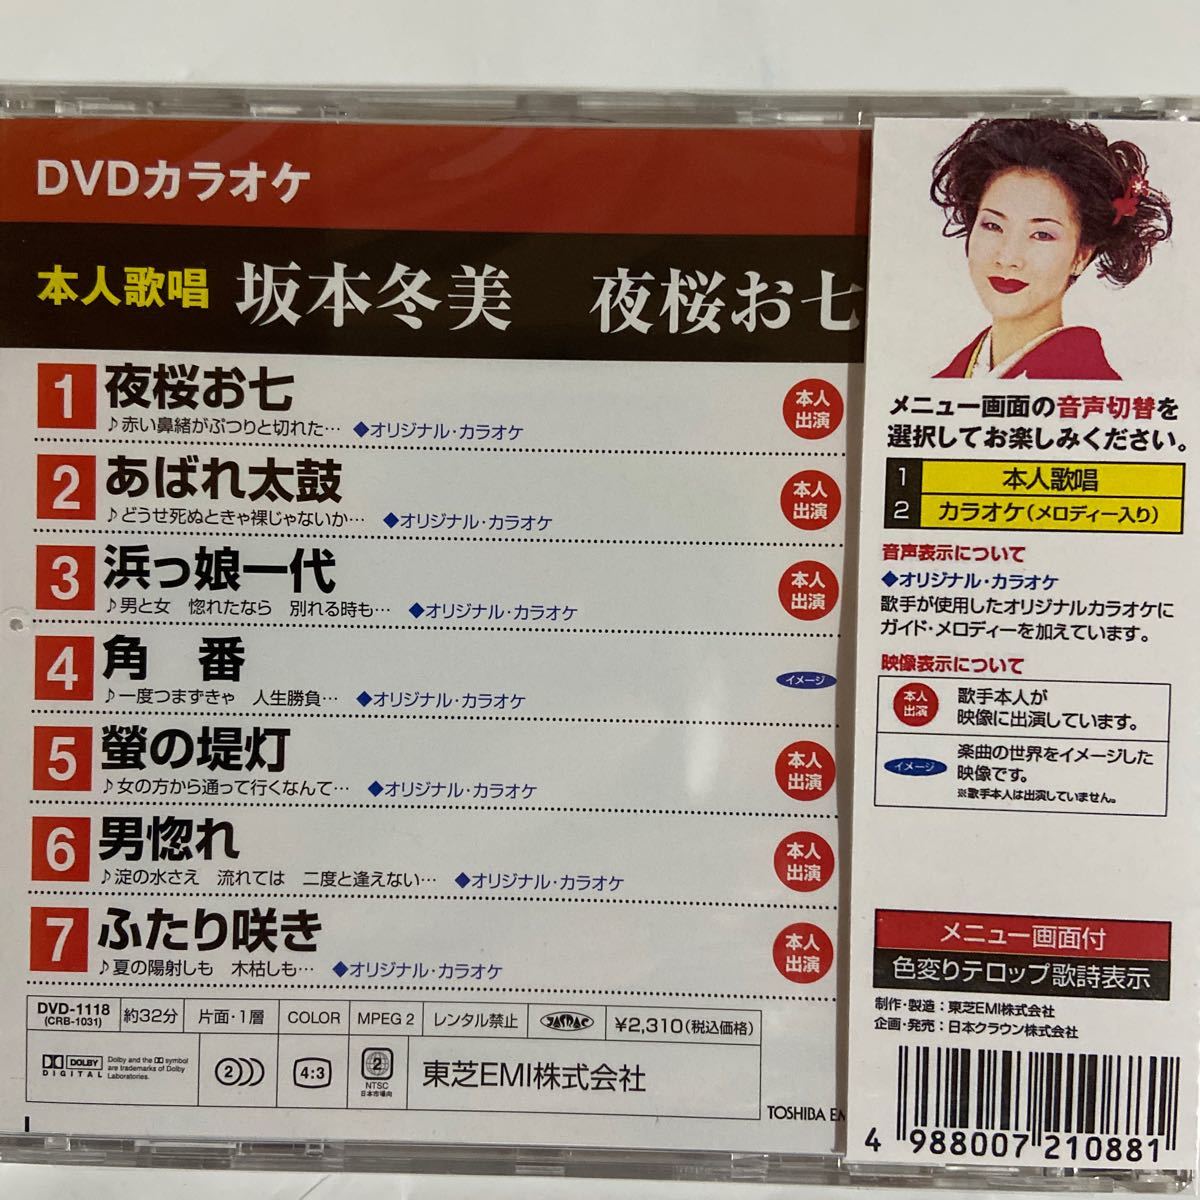 DVDカラオケ
本人歌唱 坂本冬美 夜桜お七
1 夜桜お七
♪赤い鼻緒がぶつりと切れた… ◆オリジナル・カラオケ
本人出演
2 あばれ太鼓
♪どうせ死ぬときゃ裸じゃないか… ◆オリジナル・カラオケ
本人出演
3 浜っ娘一代
♪男と女 惚れたなら 別れる時も… ◆オリジナル・カラオケ
本人出演
4 角 番
♪一度つまずきゃ 人生勝負… ◆オリジナル・カラオケ
イメージ
5 螢の堤灯
♪女の方から通って行くなんて… ◆オリジナル・カラオケ
本人出演
6 男惚れ
♪淀の水さえ 流れては 二度と逢えない… ◆オリジナル・カラオケ
本人出演
7 ふたり咲き
♪夏の陽射しも 木枯しも… ◆オリジナル・カラオケ
本人出演
DVD-1118
(CRB-1031)
約32分
片面・1層
COLOR
MPEG 2
レンタル禁止
JASRAC
¥2,310(税込価格)
DOLBY
DIGITAL
Dolby and the DD symbol
are trademarks of Dolby
Laboratories.
2
4:3
2
NTSC
日本市場向
東芝EMI株式会社
TOSHIBA EM
メニュー画面の音声切替を
選択してお楽しみください。
1 本人歌唱
2 カラオケ(メロディー入り)
音声表示について
◆オリジナル・カラオケ
歌手が使用したオリジナルカラオケに
ガイド・メロディーを加えています。
映像表示について
本人出演
歌手本人が
映像に出演しています。
イメージ
楽曲の世界をイメージした
映像です。
※歌手本人は出演していません。
メニュー画面付
色変りテロップ歌詩表示
制作・製造：東芝EMI株式会社
企画・発売：日本クラウン株式会社
4 988007 210881